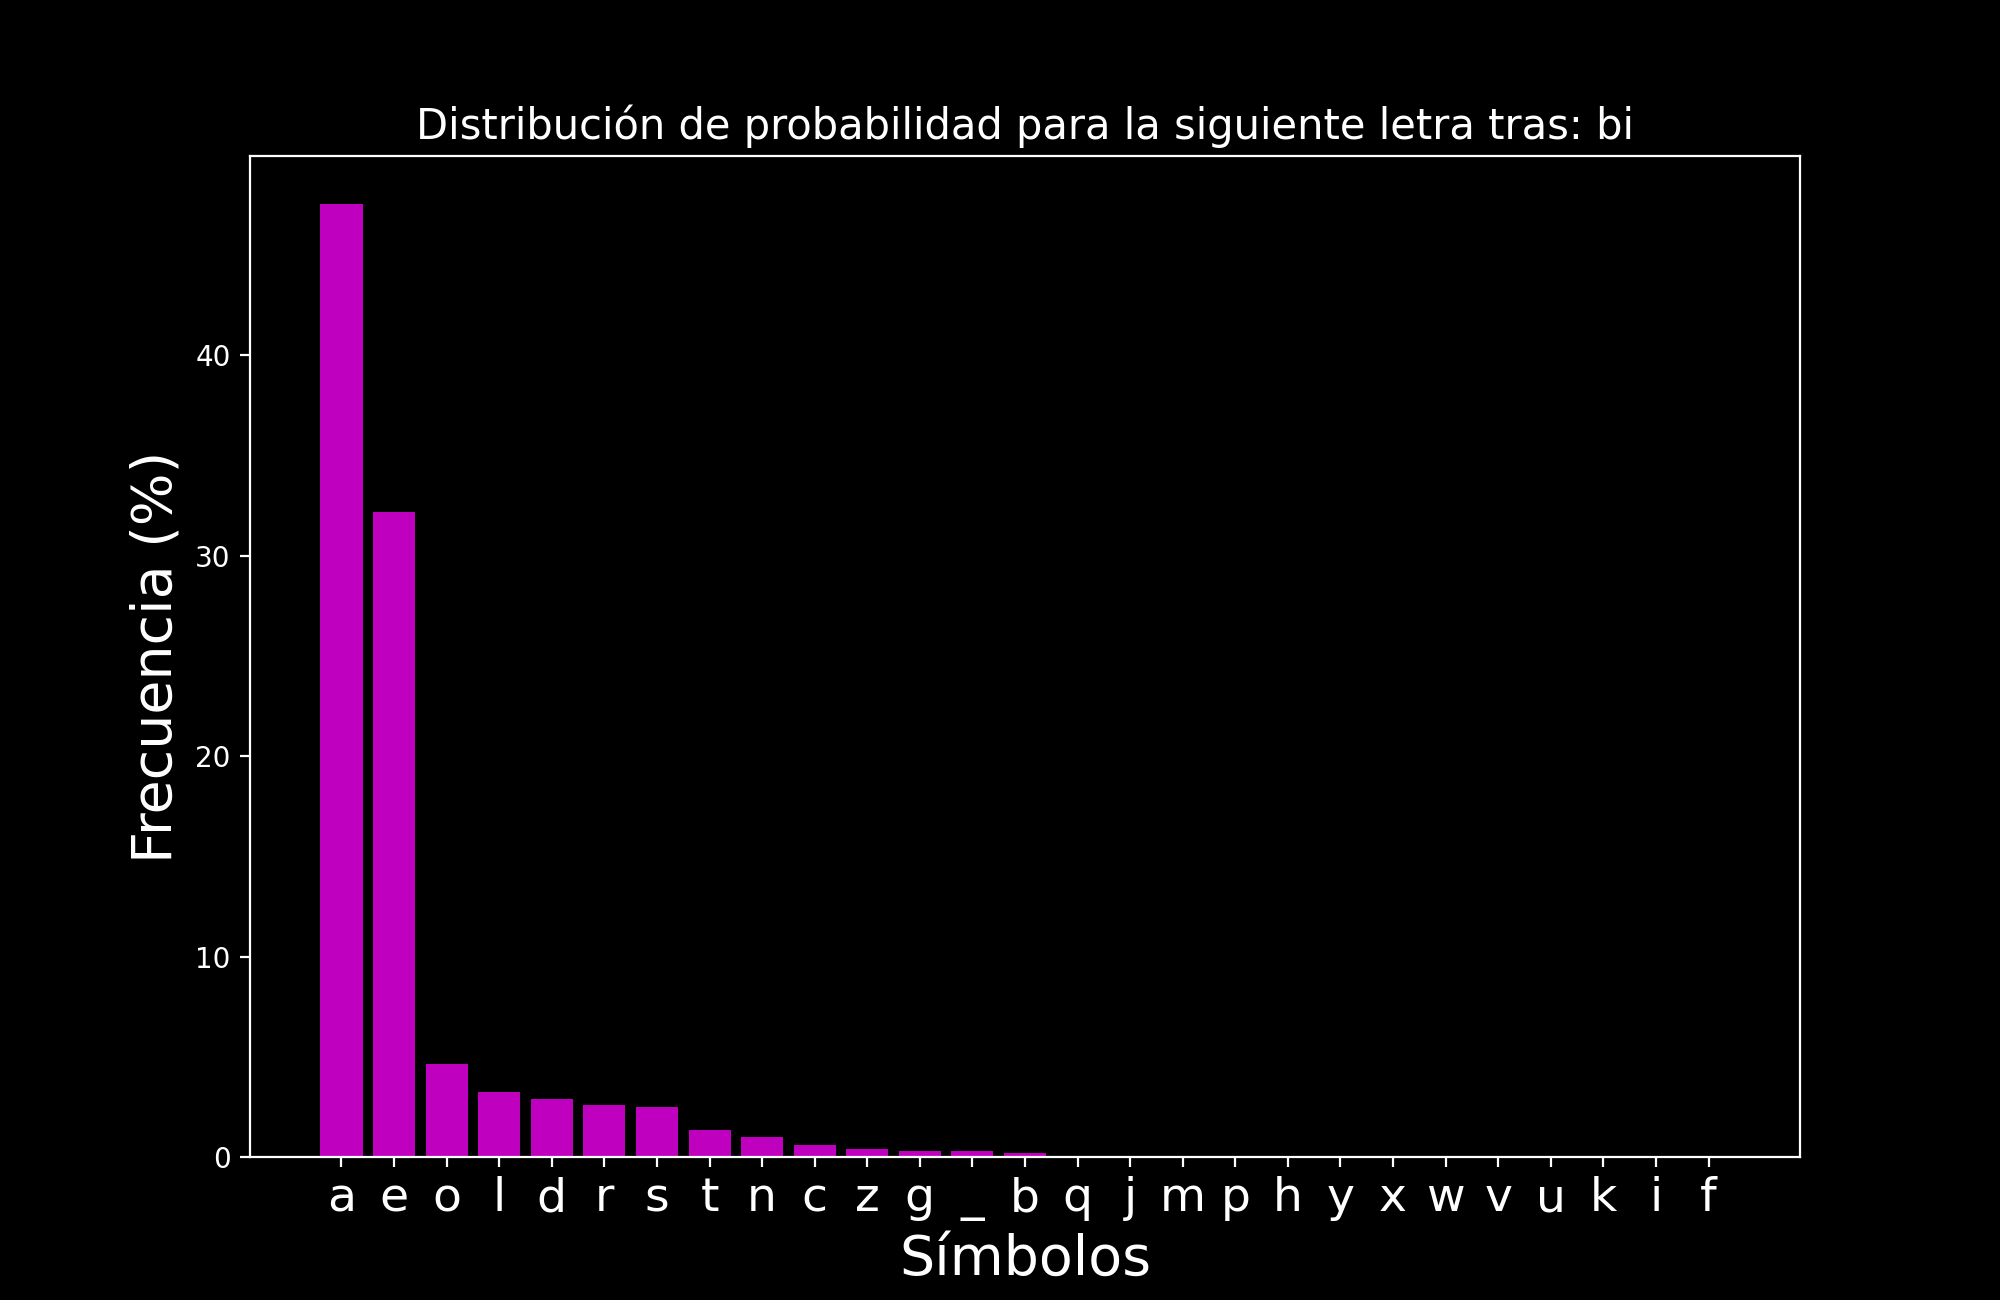 Distribución de probabilidad para la siguiente letra tras: bi
Frecuencia (%)
40
30
20
10
0
a e o l d r s t n c z g _ b q j m p h y x w v u k i f
Símbolos